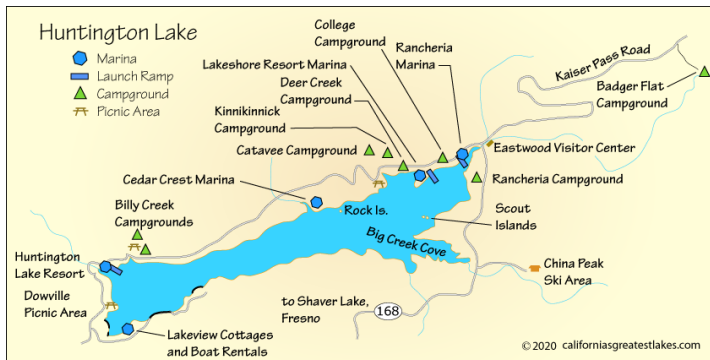 Huntington Lake
Marina
Launch Ramp
Campground
Picnic Area
College
Campground
Rancheria
Marina
Lakeshore Resort Marina
Deer Creek
Campground
Kinnikinnick
Campground
Catavee Campground
Kaiser Pass Road
Badger Flat
Campground
Eastwood Visitor Center
Rancheria Campground
Cedar Crest Marina
Rock Is.
Scout
Islands
Billy Creek
Campgrounds
Big Creek Cove
Huntington
Lake Resort
China Peak
Ski Area
Dowville
Picnic Area
to Shaver Lake,
Fresno
168
Lakeview Cottages
and Boat Rentals
© 2020 californiasgreatestlakes.com